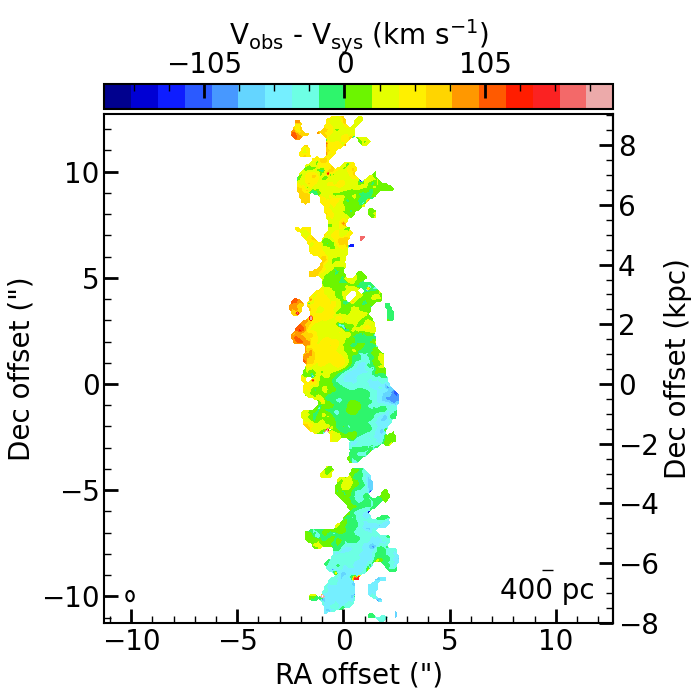 V_obs - V_sys (km s^−1)
−105 0 105
10
5
0
−5
−10
Dec offset (")
8
6
4
2
0
−2
−4
−6
−8
Dec offset (kpc)
400 pc
−10 −5 0 5 10
RA offset (")